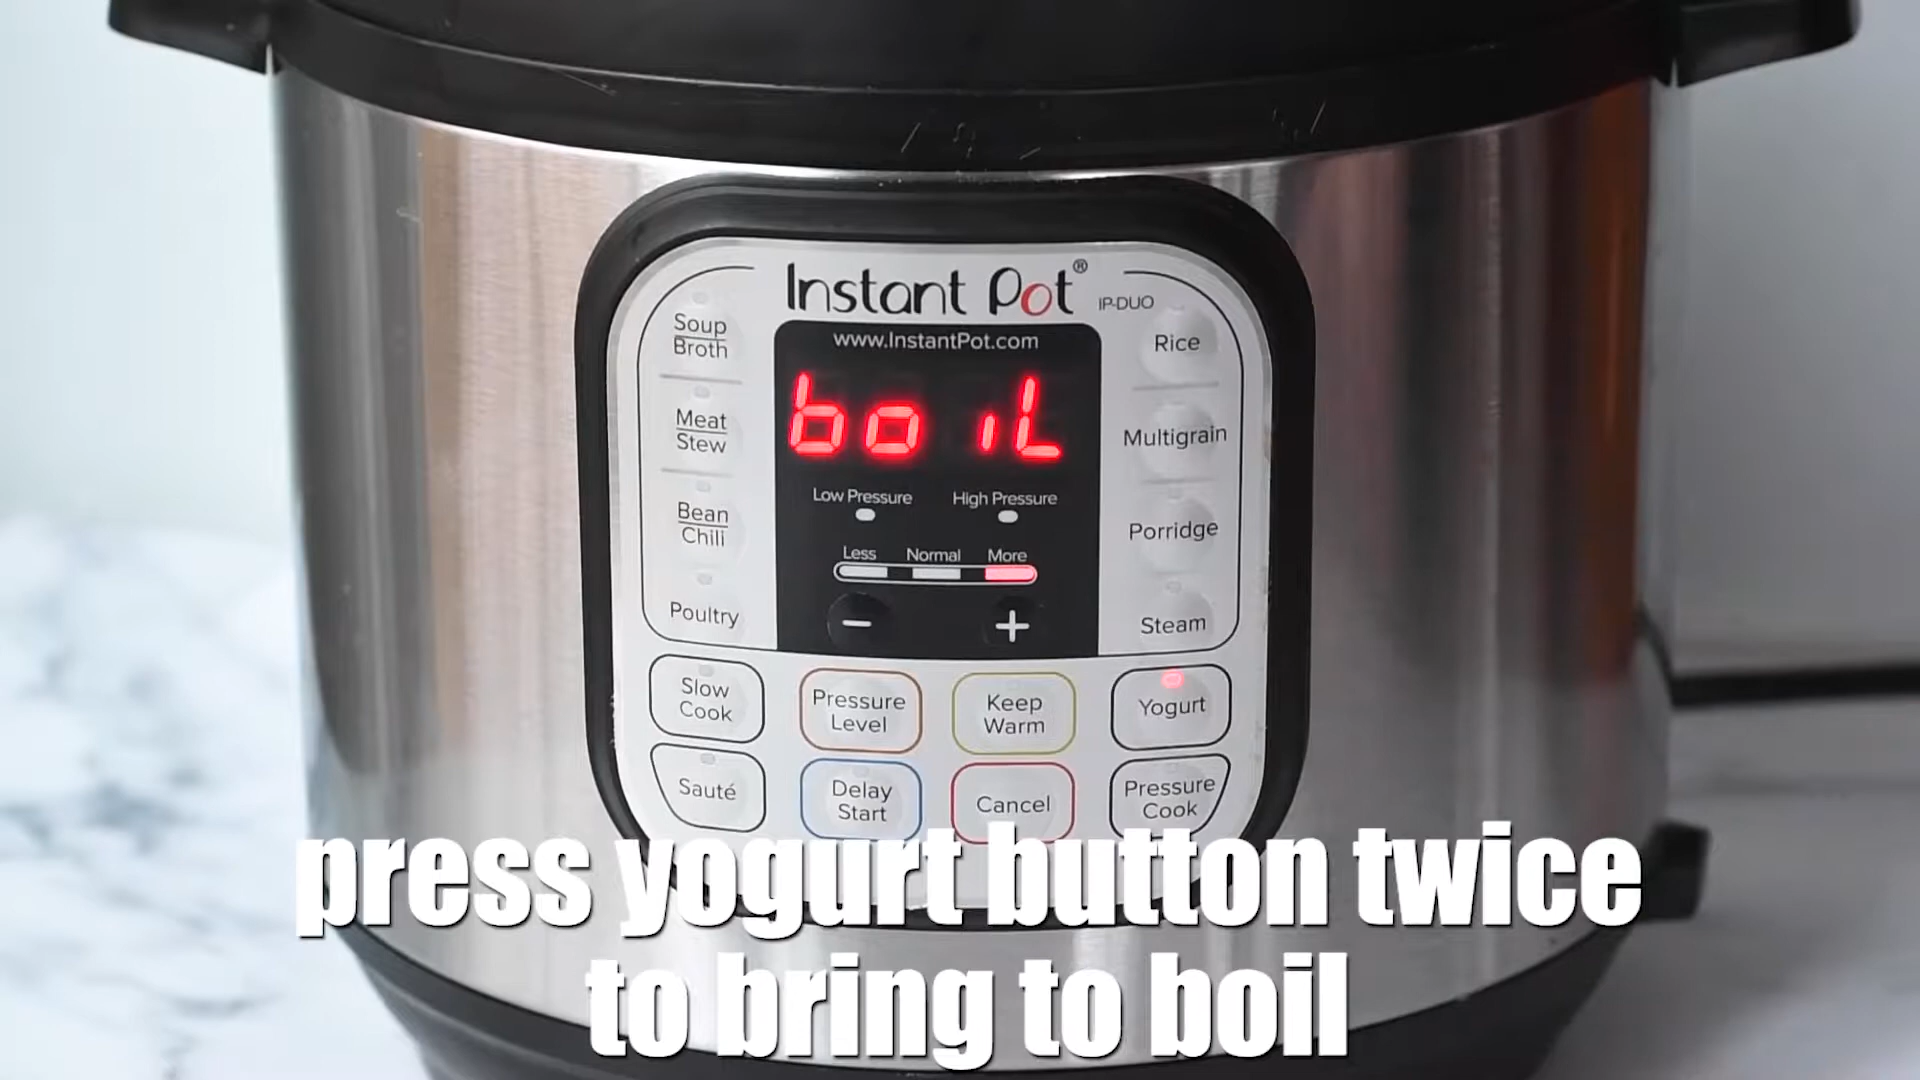 Instant Pot® IP-DUO
www.InstantPot.com
boiL
Low Pressure High Pressure
Less Normal More
− +
Soup
Broth
Meat
Stew
Bean
Chili
Poultry
Rice
Multigrain
Porridge
Steam
Slow
Cook
Pressure
Level
Keep
Warm
Yogurt
Sauté
Delay
Start
Cancel
Pressure
Cook
press yogurt button twice
to bring to boil